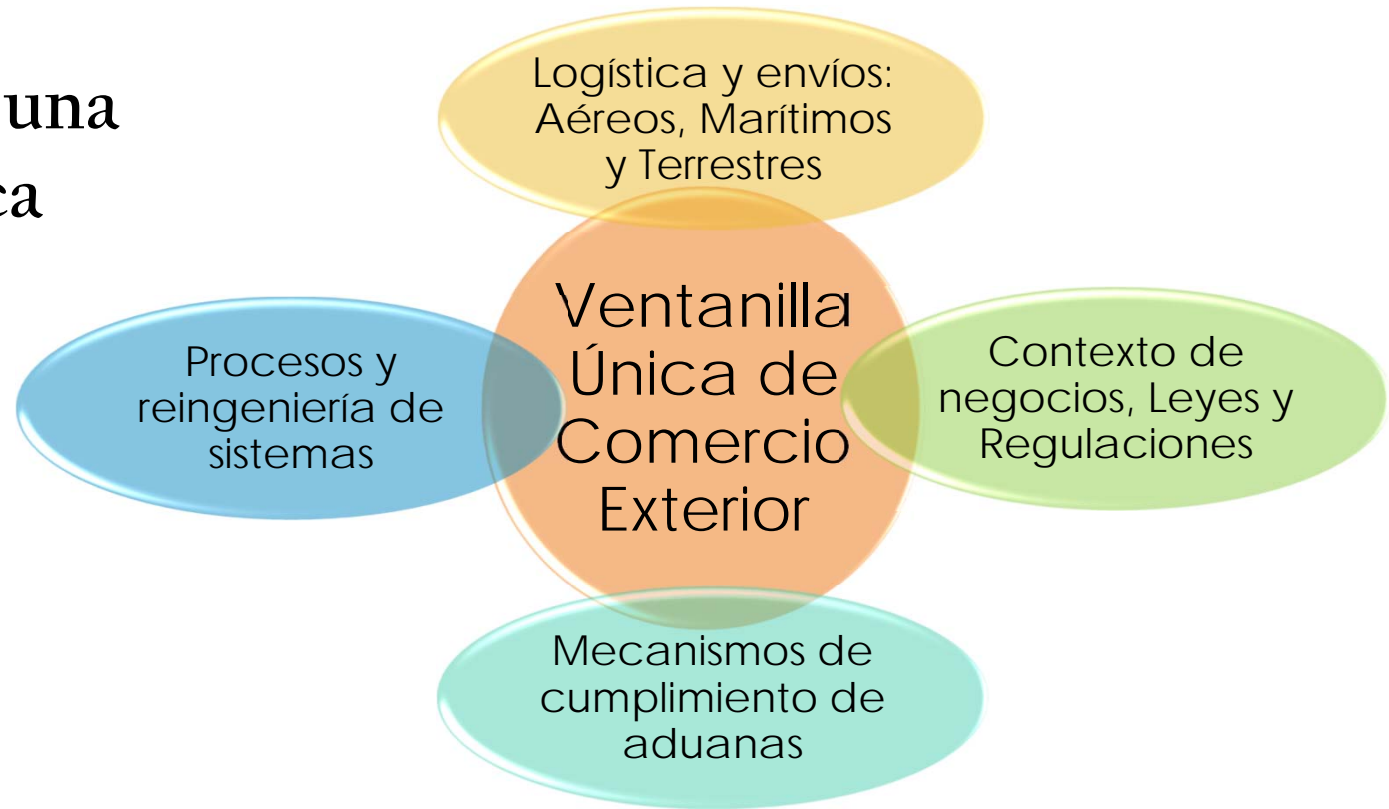 una
ca
Logística y envíos:
Aéreos, Marítimos
y Terrestres
Ventanilla
Única de
Comercio
Exterior
Procesos y
reingeniería de
sistemas
Contexto de
negocios, Leyes y
Regulaciones
Mecanismos de
cumplimiento de
aduanas